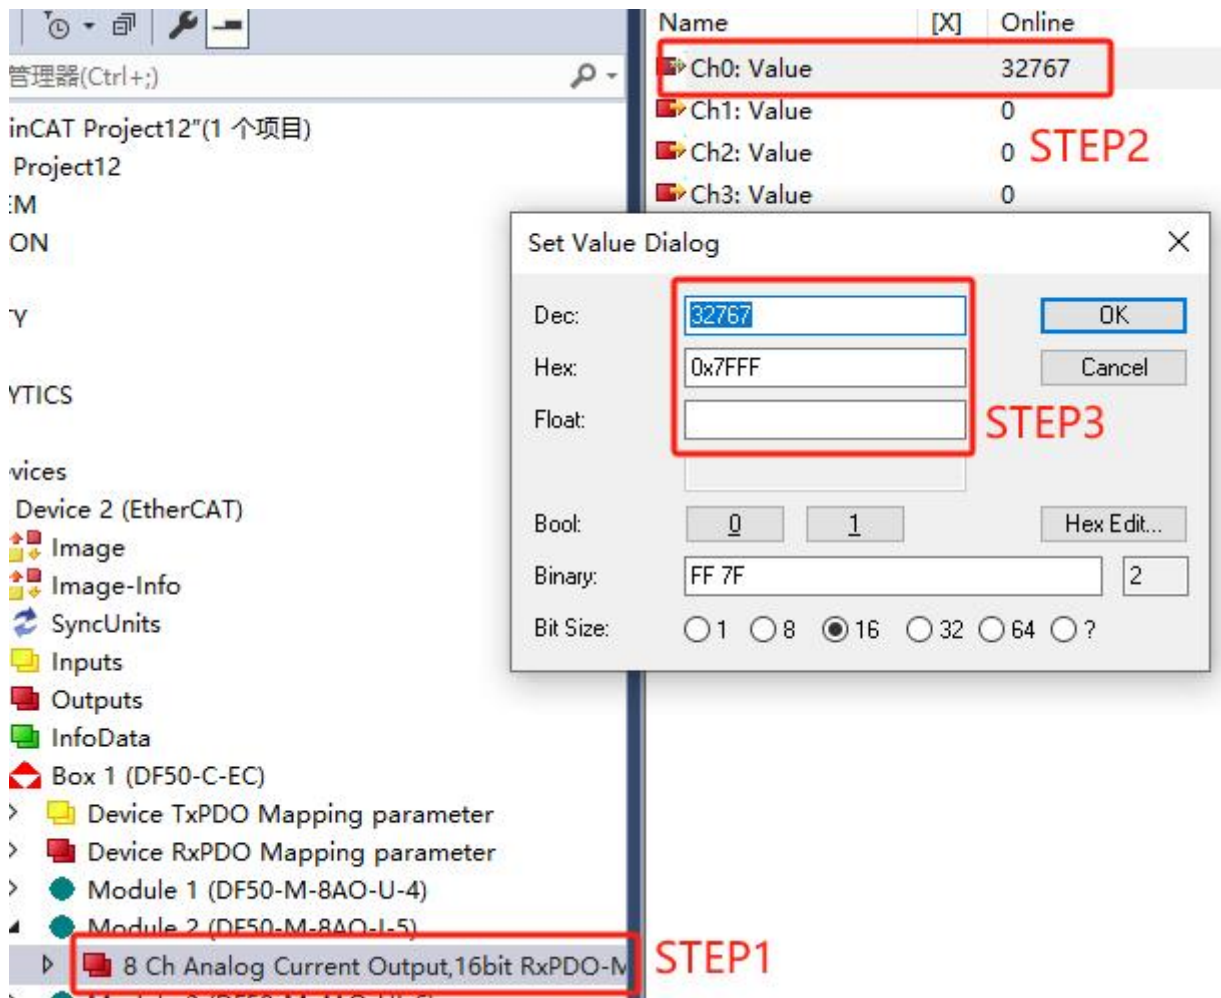 管理器(Ctrl+;)
inCAT Project12"(1 个项目)
Project12
EM
ON
TY
YTICS
vices
Device 2 (EtherCAT)
Image
Image-Info
SyncUnits
Inputs
Outputs
InfoData
Box 1 (DF50-C-EC)
Device TxPDO Mapping parameter
Device RxPDO Mapping parameter
Module 1 (DF50-M-8AO-U-4)
Module 2 (DF50-M-8AO-I-5)
8 Ch Analog Current Output,16bit RxPDO-M
STEP1
Name [X] Online
Ch0: Value 32767
Ch1: Value 0
Ch2: Value 0
STEP2
Ch3: Value 0
Set Value Dialog
Dec: 32767 OK
Hex: 0x7FFF Cancel
Float:
STEP3
Bool: 0 1 Hex Edit...
Binary: FF 7F 2
Bit Size: 1 8 16 32 64 ?